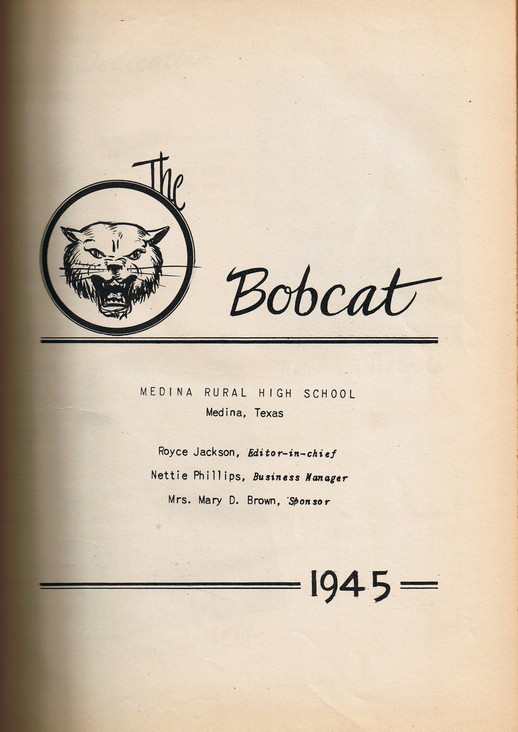 The
Bobcat
MEDINA RURAL HIGH SCHOOL
Medina, Texas
Royce Jackson, Editor-in-chief
Nettie Phillips, Business Manager
Mrs. Mary D. Brown, Sponsor
1945